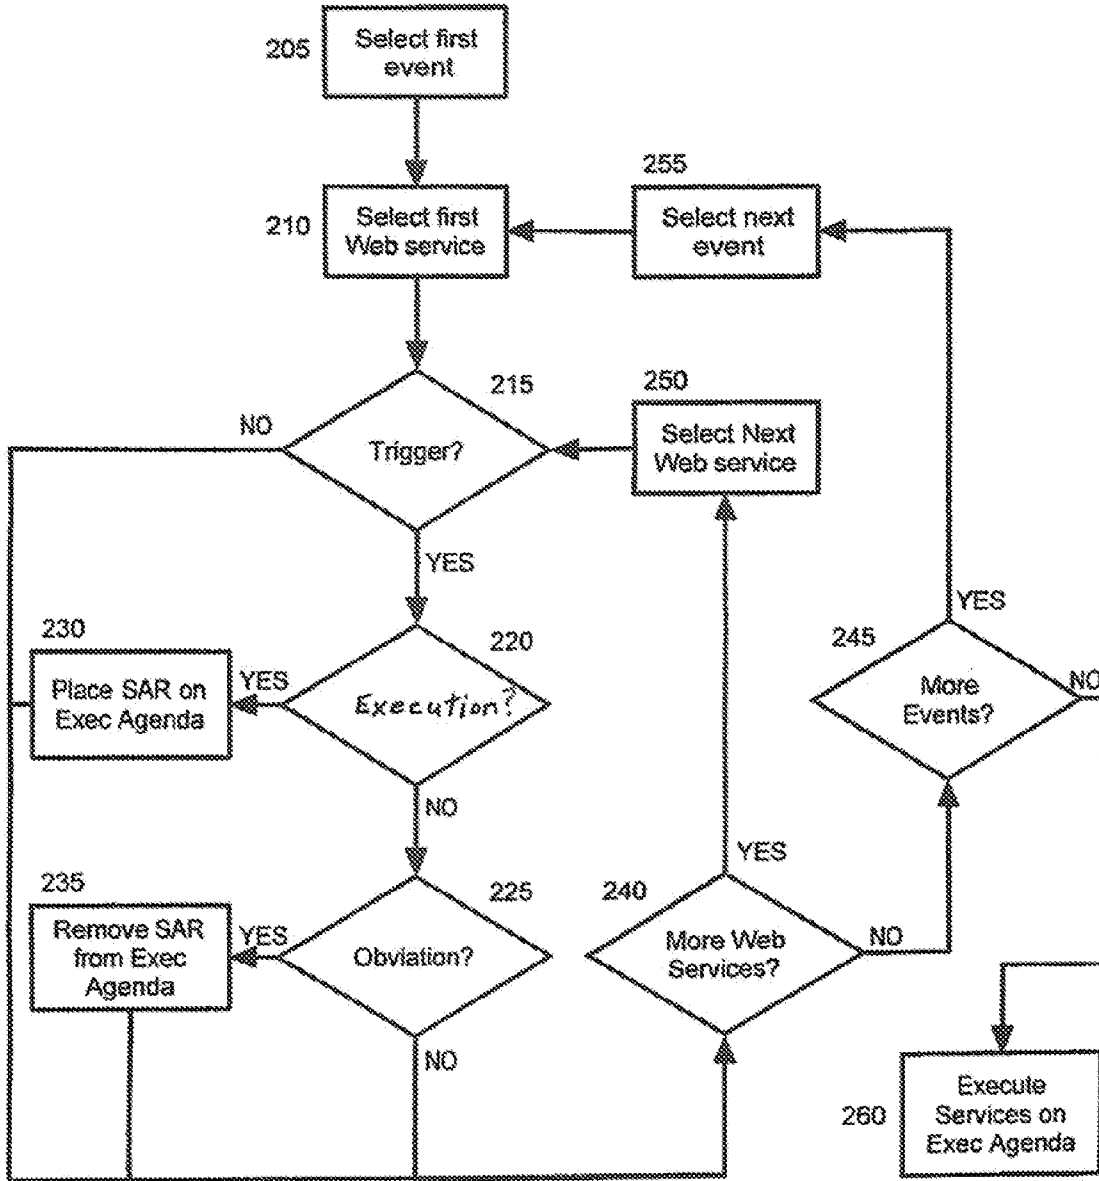 205
Select first
event
255
210
Select first
Web service
Select next
event
215
250
NO
Trigger?
Select Next
Web service
YES
230
220
245
YES
Place SAR on
Exec Agenda
YES
Execution?
More
Events?
NO
NO
235
225
240
YES
Remove SAR
from Exec
Agenda
YES
Obviation?
More Web
Services?
NO
NO
260
Execute
Services on
Exec Agenda